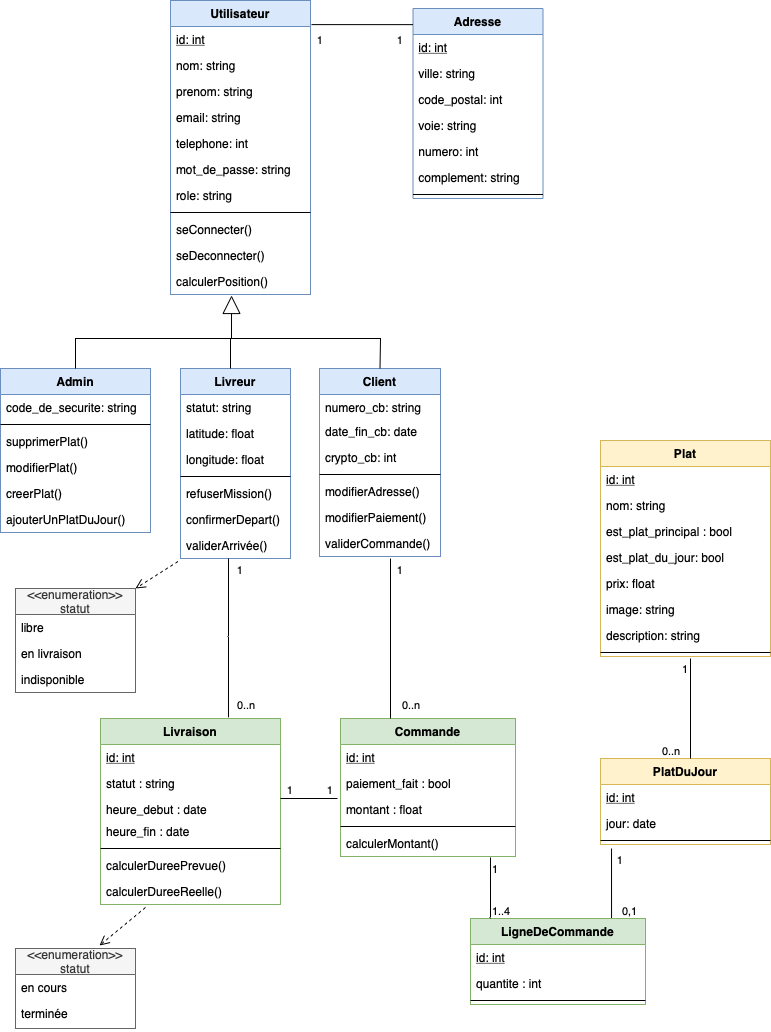 Utilisateur
id: int
nom: string
prenom: string
email: string
telephone: int
mot_de_passe: string
role: string
seConnecter()
seDeconnecter()
calculerPosition()
1
1
Adresse
id: int
ville: string
code_postal: int
voie: string
numero: int
complement: string
Admin
code_de_securite: string
supprimerPlat()
modifierPlat()
creerPlat()
ajouterUnPlatDuJour()
Livreur
statut: string
latitude: float
longitude: float
refuserMission()
confirmerDepart()
validerArrivée()
Client
numero_cb: string
date_fin_cb: date
crypto_cb: int
modifierAdresse()
modifierPaiement()
validerCommande()
Plat
id: int
nom: string
est_plat_principal : bool
est_plat_du_jour: bool
prix: float
image: string
description: string
<<enumeration>>
statut
libre
en livraison
indisponible
1
0..n
1
0..n
1
0..n
Livraison
id: int
statut : string
heure_debut : date
heure_fin : date
calculerDureePrevue()
calculerDureeReelle()
1
1
Commande
id: int
paiement_fait : bool
montant : float
calculerMontant()
PlatDuJour
id: int
jour: date
1
1..4
1
0,1
LigneDeCommande
id: int
quantite : int
<<enumeration>>
statut
en cours
terminée